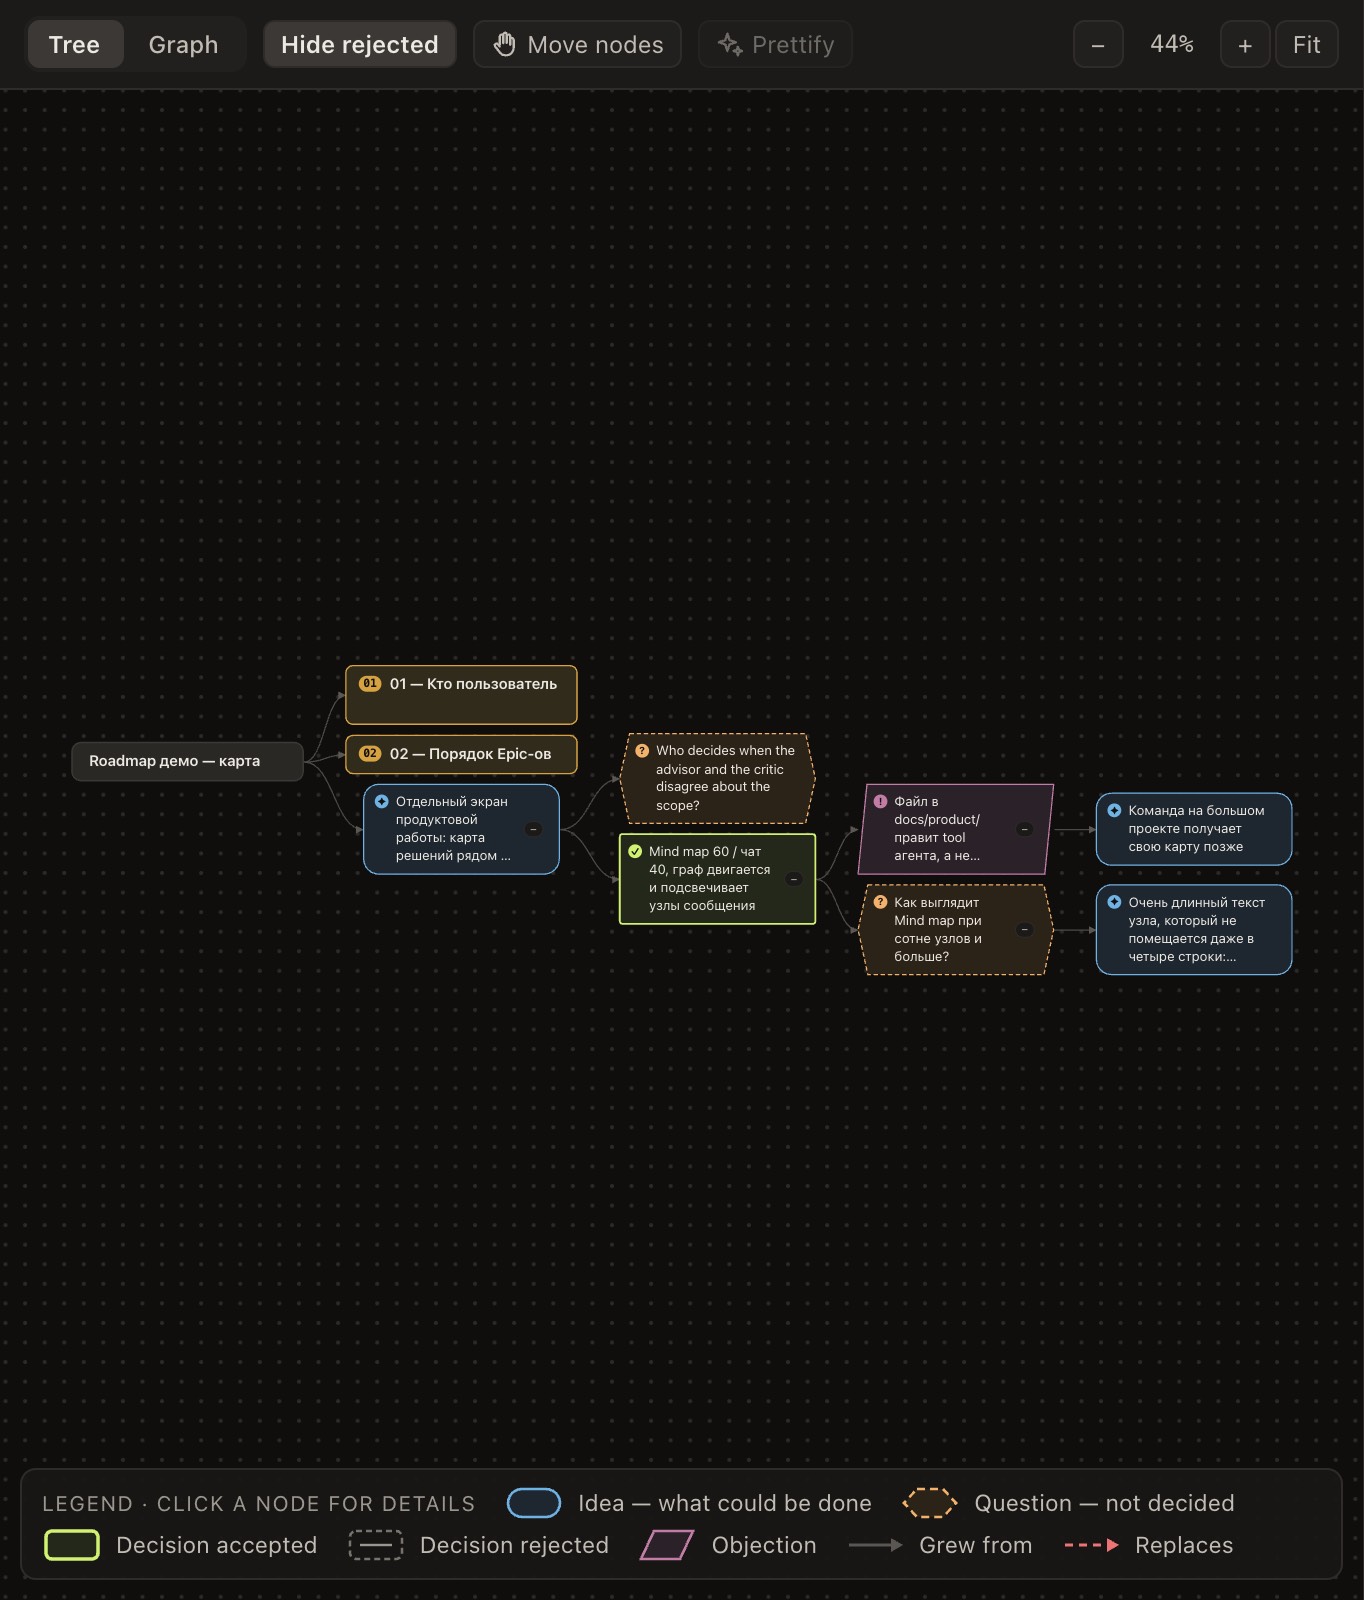 Tree Graph Hide rejected Move nodes Prettify – 44% + Fit
01 01 — Кто пользователь
02 02 — Порядок Epic-ов
Roadmap демо — карта
Отдельный экран
продуктовой
работы: карта
решений рядом ...
Who decides when the
advisor and the critic
disagree about the
scope?
Mind map 60 / чат
40, граф двигается
и подсвечивает
узлы сообщения
Файл в
docs/product/
правит tool
агента, а не...
Как выглядит
Mind map при
сотне узлов и
больше?
Команда на большом
проекте получает
свою карту позже
Очень длинный текст
узла, который не
помещается даже в
четыре строки:...
LEGEND · CLICK A NODE FOR DETAILS Idea — what could be done Question — not decided
Decision accepted Decision rejected Objection Grew from Replaces